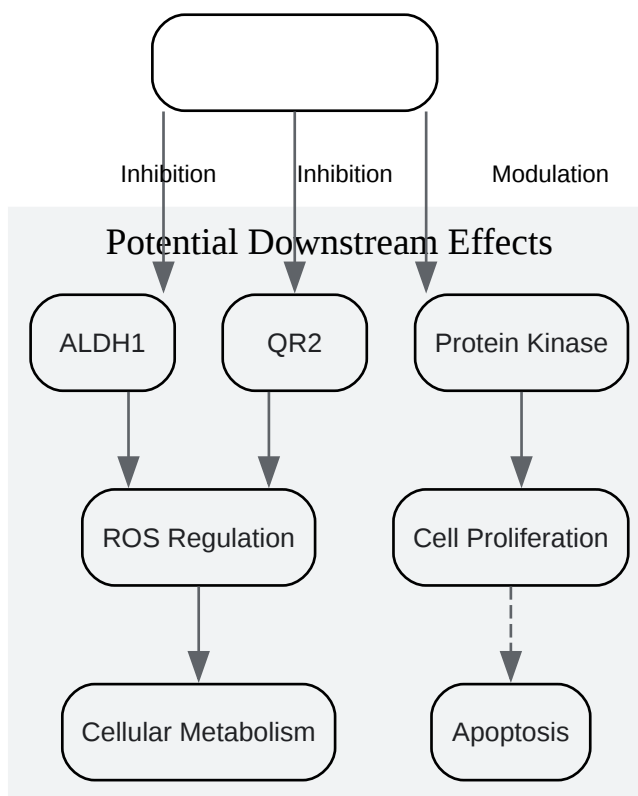 Inhibition
Inhibition
Modulation
Potential Downstream Effects
ALDH1
QR2
Protein Kinase
ROS Regulation
Cell Proliferation
Cellular Metabolism
Apoptosis